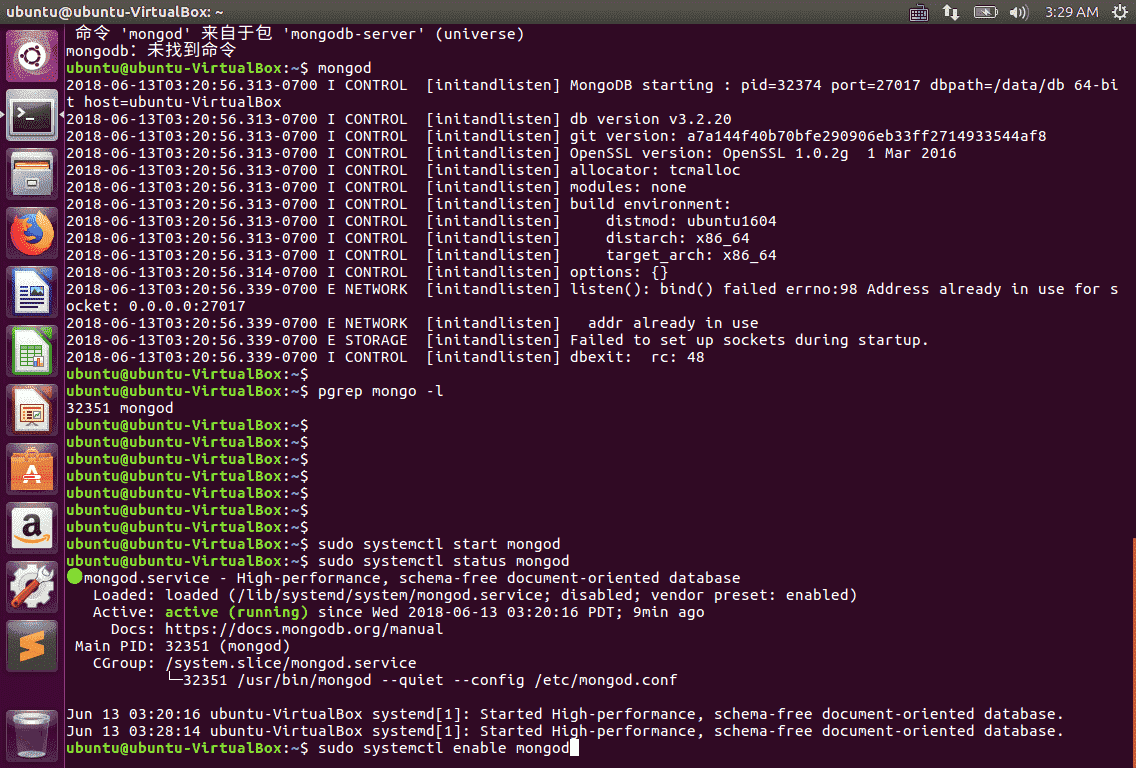 ubuntu@ubuntu-VirtualBox: ~
3:29 AM
命令 'mongod' 来自于包 'mongodb-server' (universe)
mongodb: 未找到命令
ubuntu@ubuntu-VirtualBox:~$ mongod
2018-06-13T03:20:56.313-0700 I CONTROL  [initandlisten] MongoDB starting : pid=32374 port=27017 dbpath=/data/db 64-bi
t host=ubuntu-VirtualBox
2018-06-13T03:20:56.313-0700 I CONTROL  [initandlisten] db version v3.2.20
2018-06-13T03:20:56.313-0700 I CONTROL  [initandlisten] git version: a7a144f40b70bfe290906eb33ff2714933544af8
2018-06-13T03:20:56.313-0700 I CONTROL  [initandlisten] OpenSSL version: OpenSSL 1.0.2g  1 Mar 2016
2018-06-13T03:20:56.313-0700 I CONTROL  [initandlisten] allocator: tcmalloc
2018-06-13T03:20:56.313-0700 I CONTROL  [initandlisten] modules: none
2018-06-13T03:20:56.313-0700 I CONTROL  [initandlisten] build environment:
2018-06-13T03:20:56.313-0700 I CONTROL  [initandlisten]     distmod: ubuntu1604
2018-06-13T03:20:56.313-0700 I CONTROL  [initandlisten]     distarch: x86_64
2018-06-13T03:20:56.313-0700 I CONTROL  [initandlisten]     target_arch: x86_64
2018-06-13T03:20:56.314-0700 I CONTROL  [initandlisten] options: {}
2018-06-13T03:20:56.339-0700 E NETWORK  [initandlisten] listen(): bind() failed errno:98 Address already in use for s
ocket: 0.0.0.0:27017
2018-06-13T03:20:56.339-0700 E NETWORK  [initandlisten]   addr already in use
2018-06-13T03:20:56.339-0700 E STORAGE  [initandlisten] Failed to set up sockets during startup.
2018-06-13T03:20:56.339-0700 I CONTROL  [initandlisten] dbexit:  rc: 48
ubuntu@ubuntu-VirtualBox:~$
ubuntu@ubuntu-VirtualBox:~$ pgrep mongo -l
32351 mongod
ubuntu@ubuntu-VirtualBox:~$
ubuntu@ubuntu-VirtualBox:~$
ubuntu@ubuntu-VirtualBox:~$
ubuntu@ubuntu-VirtualBox:~$
ubuntu@ubuntu-VirtualBox:~$
ubuntu@ubuntu-VirtualBox:~$
ubuntu@ubuntu-VirtualBox:~$
ubuntu@ubuntu-VirtualBox:~$ sudo systemctl start mongod
ubuntu@ubuntu-VirtualBox:~$ sudo systemctl status mongod
●mongod.service - High-performance, schema-free document-oriented database
   Loaded: loaded (/lib/systemd/system/mongod.service; disabled; vendor preset: enabled)
   Active: active (running) since Wed 2018-06-13 03:20:16 PDT; 9min ago
     Docs: https://docs.mongodb.org/manual
 Main PID: 32351 (mongod)
   CGroup: /system.slice/mongod.service
           └─32351 /usr/bin/mongod --quiet --config /etc/mongod.conf
Jun 13 03:20:16 ubuntu-VirtualBox systemd[1]: Started High-performance, schema-free document-oriented database.
Jun 13 03:28:14 ubuntu-VirtualBox systemd[1]: Started High-performance, schema-free document-oriented database.
ubuntu@ubuntu-VirtualBox:~$ sudo systemctl enable mongod